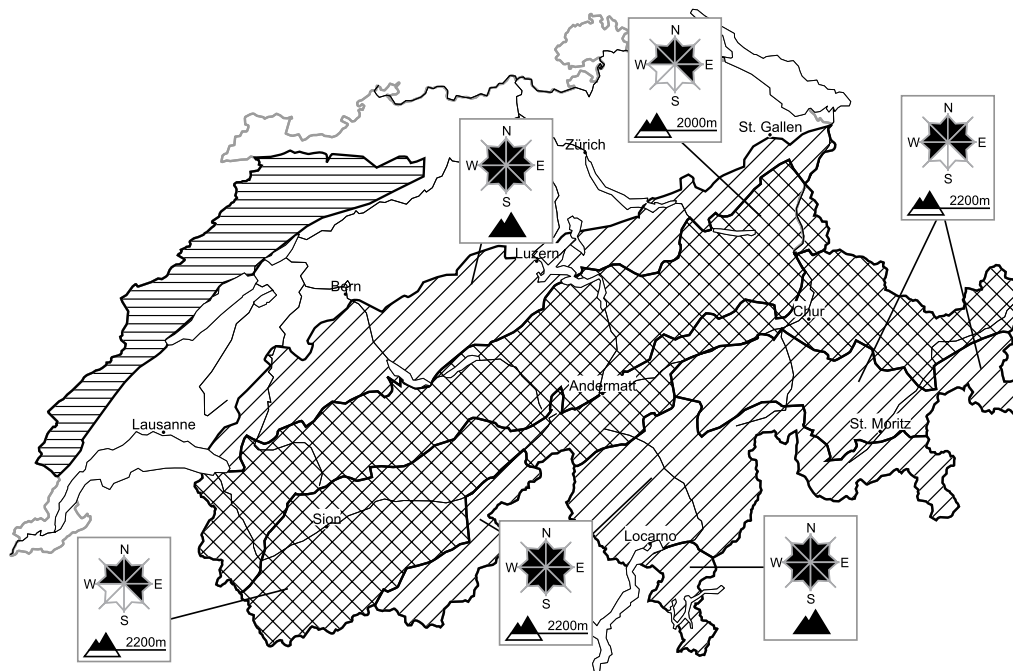 N
W E
S
2000m
St. Gallen
N
W E
S
2200m
N
W E
S
Zürich
Luzern
Bern
Chur
Andermatt
Lausanne
St. Moritz
Sion
Locarno
N
W E
S
2200m
N
W E
S
2200m
N
W E
S